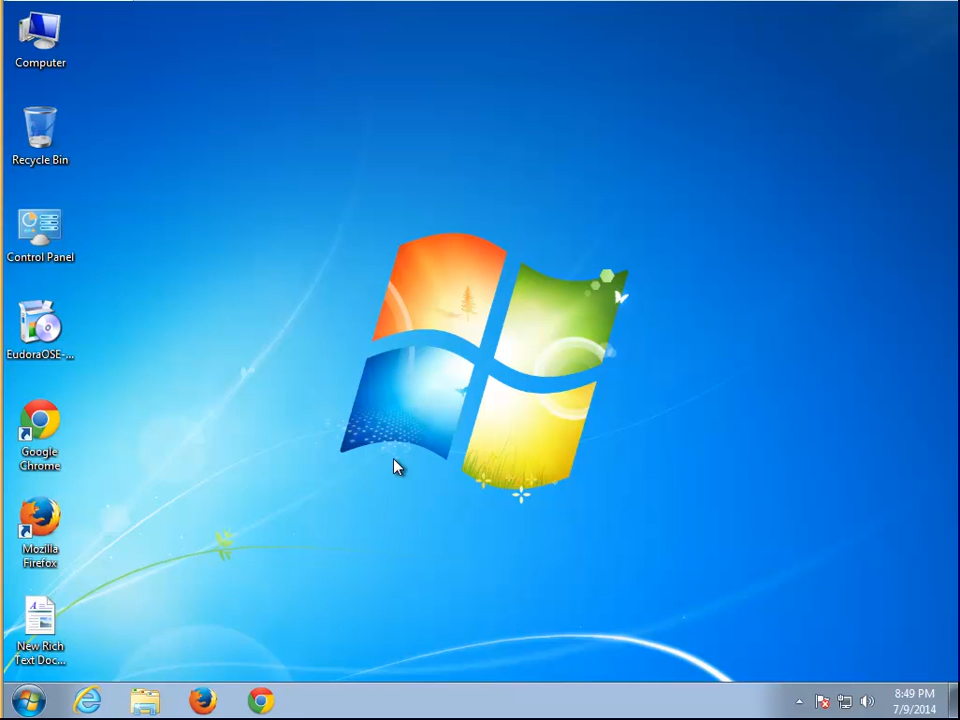 Computer
Recycle Bin
Control Panel
EudoraOSE-...
Google
Chrome
Mozilla
Firefox
New Rich
Text Doc...
8:49 PM
7/9/2014